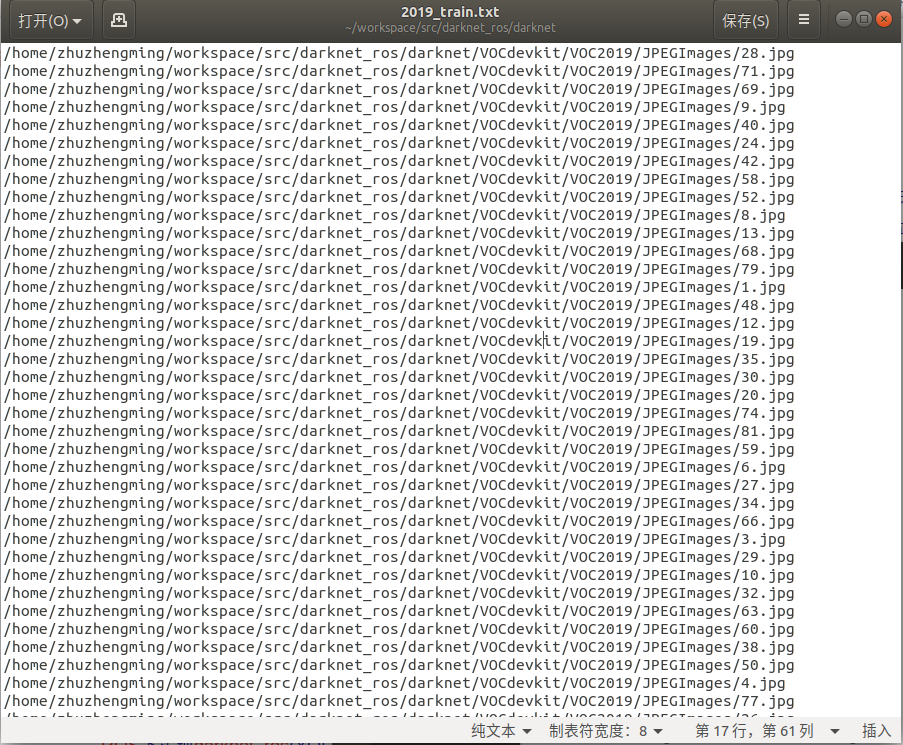 打开(O)
2019_train.txt
~/workspace/src/darknet_ros/darknet
保存(S)
/home/zhuzhengming/workspace/src/darknet_ros/darknet/VOCdevkit/VOC2019/JPEGImages/28.jpg
/home/zhuzhengming/workspace/src/darknet_ros/darknet/VOCdevkit/VOC2019/JPEGImages/71.jpg
/home/zhuzhengming/workspace/src/darknet_ros/darknet/VOCdevkit/VOC2019/JPEGImages/69.jpg
/home/zhuzhengming/workspace/src/darknet_ros/darknet/VOCdevkit/VOC2019/JPEGImages/9.jpg
/home/zhuzhengming/workspace/src/darknet_ros/darknet/VOCdevkit/VOC2019/JPEGImages/40.jpg
/home/zhuzhengming/workspace/src/darknet_ros/darknet/VOCdevkit/VOC2019/JPEGImages/24.jpg
/home/zhuzhengming/workspace/src/darknet_ros/darknet/VOCdevkit/VOC2019/JPEGImages/42.jpg
/home/zhuzhengming/workspace/src/darknet_ros/darknet/VOCdevkit/VOC2019/JPEGImages/58.jpg
/home/zhuzhengming/workspace/src/darknet_ros/darknet/VOCdevkit/VOC2019/JPEGImages/52.jpg
/home/zhuzhengming/workspace/src/darknet_ros/darknet/VOCdevkit/VOC2019/JPEGImages/8.jpg
/home/zhuzhengming/workspace/src/darknet_ros/darknet/VOCdevkit/VOC2019/JPEGImages/13.jpg
/home/zhuzhengming/workspace/src/darknet_ros/darknet/VOCdevkit/VOC2019/JPEGImages/68.jpg
/home/zhuzhengming/workspace/src/darknet_ros/darknet/VOCdevkit/VOC2019/JPEGImages/79.jpg
/home/zhuzhengming/workspace/src/darknet_ros/darknet/VOCdevkit/VOC2019/JPEGImages/1.jpg
/home/zhuzhengming/workspace/src/darknet_ros/darknet/VOCdevkit/VOC2019/JPEGImages/48.jpg
/home/zhuzhengming/workspace/src/darknet_ros/darknet/VOCdevkit/VOC2019/JPEGImages/12.jpg
/home/zhuzhengming/workspace/src/darknet_ros/darknet/VOCdevkit/VOC2019/JPEGImages/19.jpg
/home/zhuzhengming/workspace/src/darknet_ros/darknet/VOCdevkit/VOC2019/JPEGImages/35.jpg
/home/zhuzhengming/workspace/src/darknet_ros/darknet/VOCdevkit/VOC2019/JPEGImages/30.jpg
/home/zhuzhengming/workspace/src/darknet_ros/darknet/VOCdevkit/VOC2019/JPEGImages/20.jpg
/home/zhuzhengming/workspace/src/darknet_ros/darknet/VOCdevkit/VOC2019/JPEGImages/74.jpg
/home/zhuzhengming/workspace/src/darknet_ros/darknet/VOCdevkit/VOC2019/JPEGImages/81.jpg
/home/zhuzhengming/workspace/src/darknet_ros/darknet/VOCdevkit/VOC2019/JPEGImages/59.jpg
/home/zhuzhengming/workspace/src/darknet_ros/darknet/VOCdevkit/VOC2019/JPEGImages/6.jpg
/home/zhuzhengming/workspace/src/darknet_ros/darknet/VOCdevkit/VOC2019/JPEGImages/27.jpg
/home/zhuzhengming/workspace/src/darknet_ros/darknet/VOCdevkit/VOC2019/JPEGImages/34.jpg
/home/zhuzhengming/workspace/src/darknet_ros/darknet/VOCdevkit/VOC2019/JPEGImages/66.jpg
/home/zhuzhengming/workspace/src/darknet_ros/darknet/VOCdevkit/VOC2019/JPEGImages/3.jpg
/home/zhuzhengming/workspace/src/darknet_ros/darknet/VOCdevkit/VOC2019/JPEGImages/29.jpg
/home/zhuzhengming/workspace/src/darknet_ros/darknet/VOCdevkit/VOC2019/JPEGImages/10.jpg
/home/zhuzhengming/workspace/src/darknet_ros/darknet/VOCdevkit/VOC2019/JPEGImages/32.jpg
/home/zhuzhengming/workspace/src/darknet_ros/darknet/VOCdevkit/VOC2019/JPEGImages/63.jpg
/home/zhuzhengming/workspace/src/darknet_ros/darknet/VOCdevkit/VOC2019/JPEGImages/60.jpg
/home/zhuzhengming/workspace/src/darknet_ros/darknet/VOCdevkit/VOC2019/JPEGImages/38.jpg
/home/zhuzhengming/workspace/src/darknet_ros/darknet/VOCdevkit/VOC2019/JPEGImages/50.jpg
/home/zhuzhengming/workspace/src/darknet_ros/darknet/VOCdevkit/VOC2019/JPEGImages/4.jpg
/home/zhuzhengming/workspace/src/darknet_ros/darknet/VOCdevkit/VOC2019/JPEGImages/77.jpg
纯文本 制表符宽度：8 第 17 行，第 61 列 插入